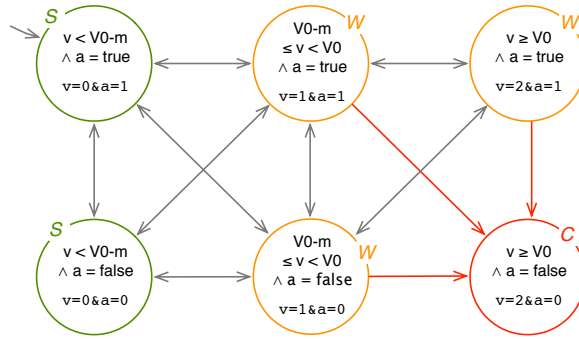 S
v < V0-m
∧ a = true
v=0&a=1
W
V0-m
≤ v < V0
∧ a = true
v=1&a=1
W
v ≥ V0
∧ a = true
v=2&a=1
S
v < V0-m
∧ a = false
v=0&a=0
W
V0-m
≤ v < V0
∧ a = false
v=1&a=0
C
v ≥ V0
∧ a = false
v=2&a=0